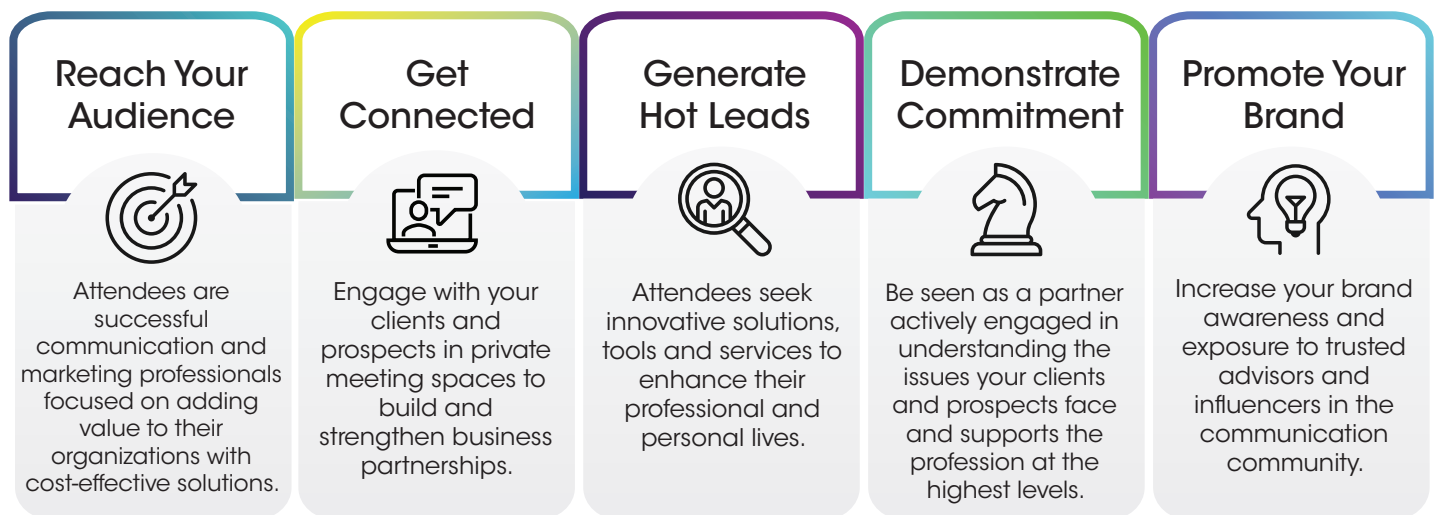 Reach Your
Audience
Attendees are
successful
communication and
marketing professionals
focused on adding
value to their
organizations with
cost-effective solutions.
Get
Connected
Engage with your
clients and
prospects in private
meeting spaces to
build and
strengthen business
partnerships.
Generate
Hot Leads
Attendees seek
innovative solutions,
tools and services to
enhance their
professional and
personal lives.
Demonstrate
Commitment
Be seen as a partner
actively engaged in
understanding the
issues your clients
and prospects face
and supports the
profession at the
highest levels.
Promote Your
Brand
Increase your brand
awareness and
exposure to trusted
advisors and
influencers in the
communication
community.